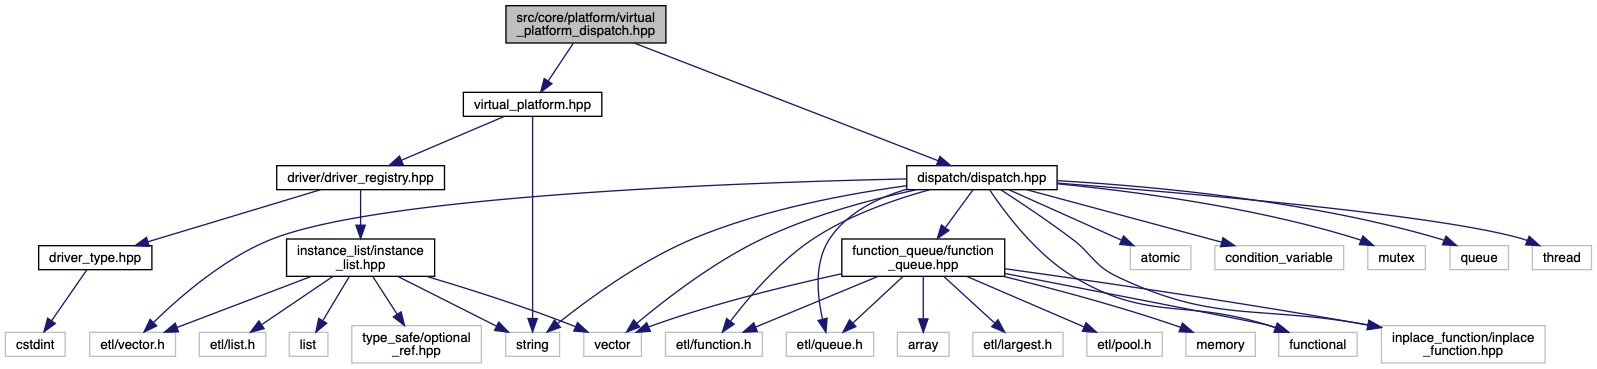 src/core/platform/virtual
_platform_dispatch.hpp
virtual_platform.hpp
driver/driver_registry.hpp
dispatch/dispatch.hpp
driver_type.hpp
instance_list/instance
_list.hpp
function_queue/function
_queue.hpp
atomic
condition_variable
mutex
queue
thread
cstdint
etl/vector.h
etl/list.h
list
type_safe/optional
_ref.hpp
string
vector
etl/function.h
etl/queue.h
array
etl/largest.h
etl/pool.h
memory
functional
inplace_function/inplace
_function.hpp